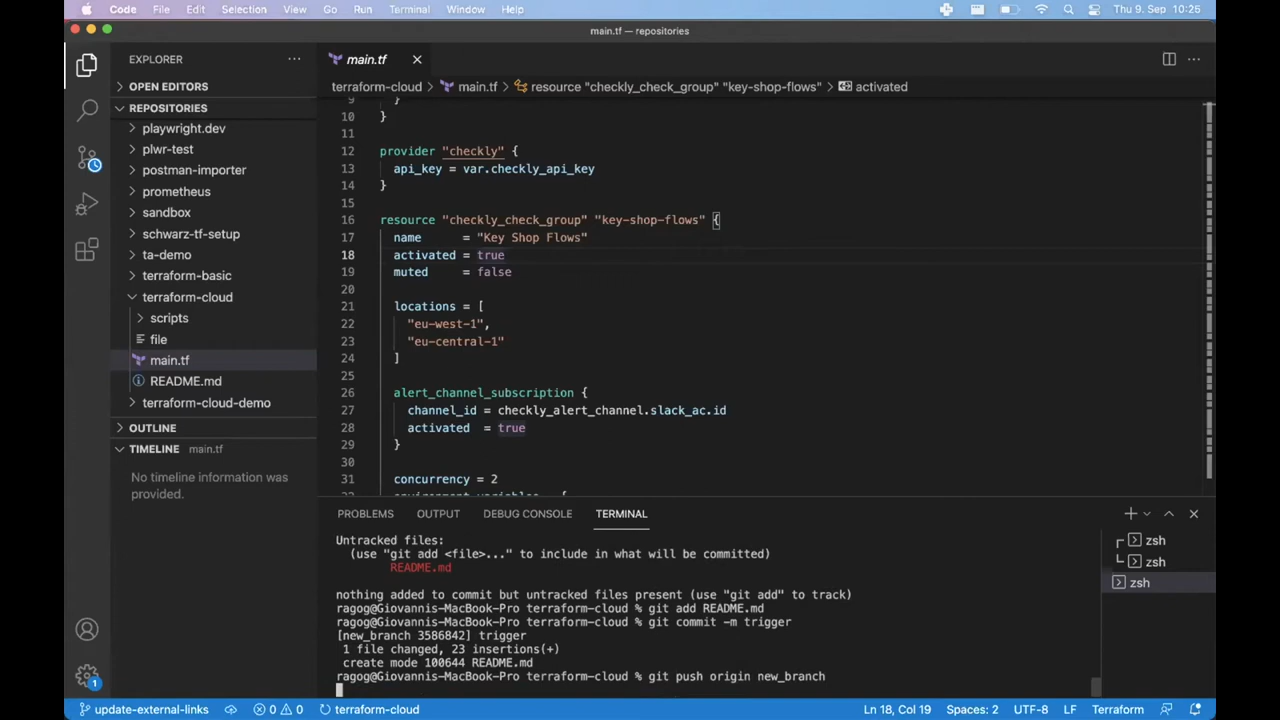 Code File Edit Selection View Go Run Terminal Window Help Thu 9. Sep 10:25
main.tf — repositories
EXPLORER
OPEN EDITORS
REPOSITORIES
playwright.dev
plwr-test
postman-importer
prometheus
sandbox
schwarz-tf-setup
ta-demo
terraform-basic
terraform-cloud
scripts
file
main.tf
README.md
terraform-cloud-demo
OUTLINE
TIMELINE main.tf
No timeline information was
provided.
1
main.tf
terraform-cloud > main.tf > resource "checkly_check_group" "key-shop-flows" > activated
9 }
10 }
11
12 provider "checkly" {
13 api_key = var.checkly_api_key
14 }
15
16 resource "checkly_check_group" "key-shop-flows" {
17 name = "Key Shop Flows"
18 activated = true
19 muted = false
20
21 locations = [
22 "eu-west-1",
23 "eu-central-1"
24 ]
25
26 alert_channel_subscription {
27 channel_id = checkly_alert_channel.slack_ac.id
28 activated = true
29 }
30
31 concurrency = 2
PROBLEMS OUTPUT DEBUG CONSOLE TERMINAL
Untracked files:
(use "git add <file>..." to include in what will be committed)
README.md
nothing added to commit but untracked files present (use "git add" to track)
ragog@Giovannis-MacBook-Pro terraform-cloud % git add README.md
ragog@Giovannis-MacBook-Pro terraform-cloud % git commit -m trigger
[new_branch 3586842] trigger
1 file changed, 23 insertions(+)
create mode 100644 README.md
ragog@Giovannis-MacBook-Pro terraform-cloud % git push origin new_branch
zsh
zsh
zsh
update-external-links 0 0 terraform-cloud Ln 18, Col 19 Spaces: 2 UTF-8 LF Terraform